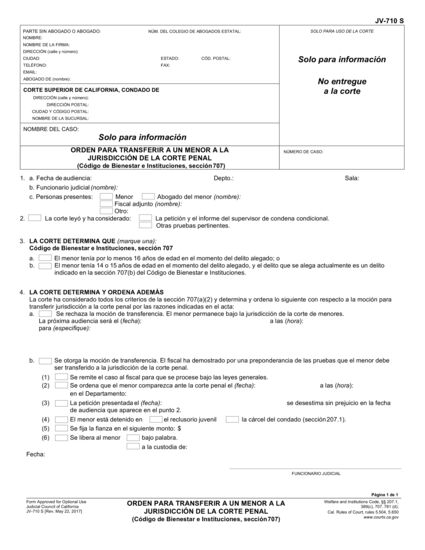 JV-710 S
PARTE SIN ABOGADO O ABOGADO: NÚM. DEL COLEGIO DE ABOGADOS ESTATAL:
NOMBRE:
NOMBRE DE LA FIRMA:
DIRECCIÓN (calle y número):
CIUDAD: ESTADO: CÓD. POSTAL:
TELÉFONO: FAX:
EMAIL:
ABOGADO DE (nombre):
SOLO PARA USO DE LA CORTE
Solo para información
No entregue
a la corte
CORTE SUPERIOR DE CALIFORNIA, CONDADO DE
DIRECCIÓN (calle y número):
DIRECCIÓN POSTAL:
CIUDAD Y CÓDIGO POSTAL:
NOMBRE DE LA SUCURSAL:
NOMBRE DEL CASO:
Solo para información
ORDEN PARA TRANSFERIR A UN MENOR A LA
JURISDICCIÓN DE LA CORTE PENAL
(Código de Bienestar e Instituciones, sección 707)
NÚMERO DE CASO:
1. a. Fecha de audiencia: Depto.: Sala:
b. Funcionario judicial (nombre):
c. Personas presentes: Menor Abogado del menor (nombre):
Fiscal adjunto (nombre):
Otro:
2. La corte leyó y ha considerado: La petición y el informe del supervisor de condena condicional.
Otras pruebas pertinentes.
3. LA CORTE DETERMINA QUE (marque una):
Código de Bienestar e Instituciones, sección 707
a. El menor tenía por lo menos 16 años de edad en el momento del delito alegado; o
b. El menor tenía 14 o 15 años de edad en el momento del delito alegado, y el delito que se alega actualmente es un delito
indicado en la sección 707(b) del Código de Bienestar e Instituciones.
4. LA CORTE DETERMINA Y ORDENA ADEMÁS
La corte ha considerado todos los criterios de la sección 707(a)(2) y determina y ordena lo siguiente con respecto a la moción para
transferir jurisdicción a la corte penal por las razones indicadas en el acta:
a. Se rechaza la moción de transferencia. El menor permanece bajo la jurisdicción de la corte de menores.
La próxima audiencia será el (fecha): a las (hora):
para (especifique):
b. Se otorga la moción de transferencia. El fiscal ha demostrado por una preponderancia de las pruebas que el menor debe
ser transferido a la jurisdicción de la corte penal.
(1) Se remite el caso al fiscal para que se procese bajo las leyes generales.
(2) Se ordena que el menor comparezca ante la corte penal el (fecha): a las (hora):
en el Departamento:
(3) La petición presentada el (fecha): se desestima sin prejuicio en la fecha
de audiencia que aparece en el punto 2.
(4) El menor está detenido en el reclusorio juvenil la cárcel del condado (sección 207.1).
(5) Se fija la fianza en el siguiente monto: $
(6) Se libera al menor bajo palabra.
a la custodia de:
Fecha:
FUNCIONARIO JUDICIAL
Página 1 de 1
Form Approved for Optional Use
Judicial Council of California
JV-710 S [Rev. May 22, 2017]
ORDEN PARA TRANSFERIR A UN MENOR A LA
JURISDICCIÓN DE LA CORTE PENAL
(Código de Bienestar e Instituciones, sección 707)
Welfare and Institutions Code, §§ 207.1,
389(c), 707, 781 (d);
Cal. Rules of Court, rules 5.504, 5.650
www.courts.ca.gov